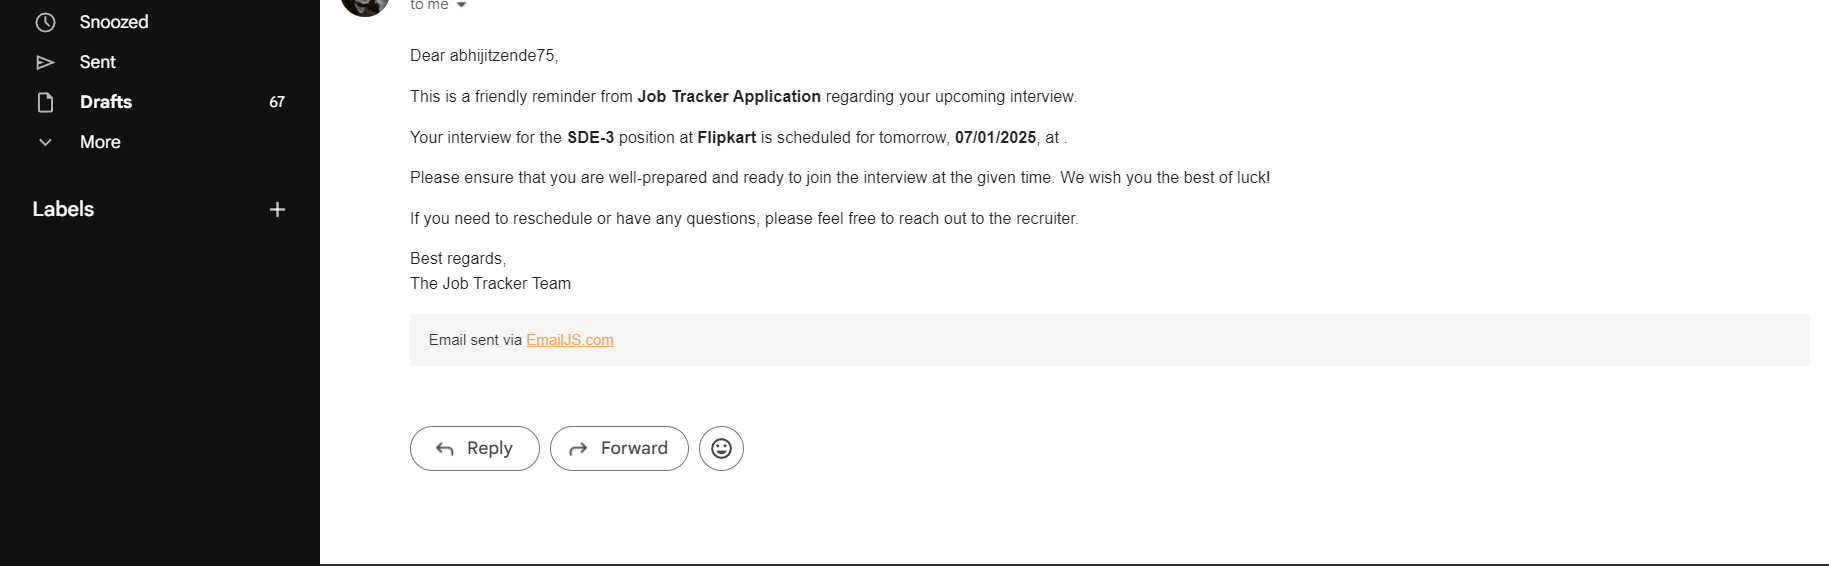 Snoozed
Sent
Drafts 67
More
Labels
to me
Dear abhijitzende75,
This is a friendly reminder from Job Tracker Application regarding your upcoming interview.
Your interview for the SDE-3 position at Flipkart is scheduled for tomorrow, 07/01/2025, at .
Please ensure that you are well-prepared and ready to join the interview at the given time. We wish you the best of luck!
If you need to reschedule or have any questions, please feel free to reach out to the recruiter.
Best regards,
The Job Tracker Team
Email sent via EmailJS.com
Reply Forward